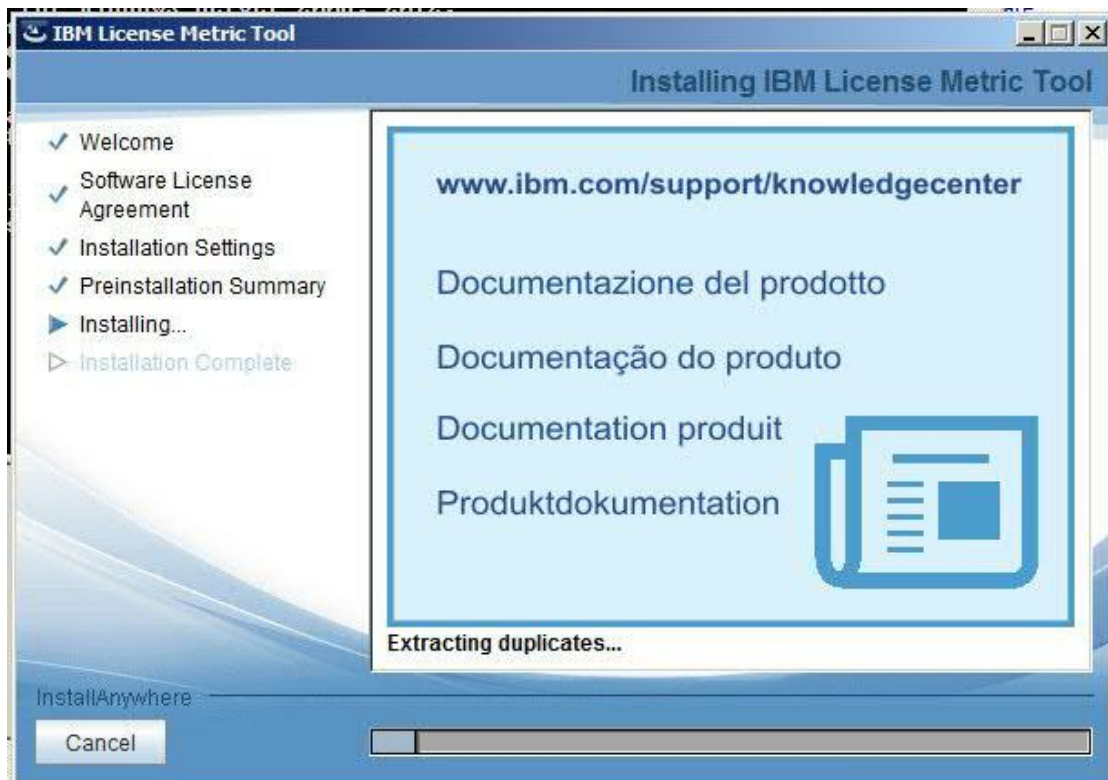 IBM License Metric Tool
Installing IBM License Metric Tool
Welcome
Software License
Agreement
Installation Settings
Preinstallation Summary
Installing...
Installation Complete
www.ibm.com/support/knowledgecenter
Documentazione del prodotto
Documentação do produto
Documentation produit
Produktdokumentation
Extracting duplicates...
InstallAnywhere
Cancel